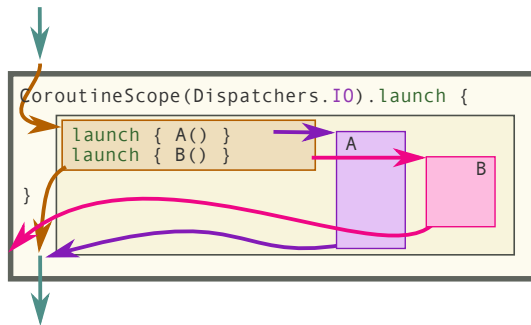 CoroutineScope(Dispatchers.IO).launch {
launch { A() }
launch { B() }
A
B
}